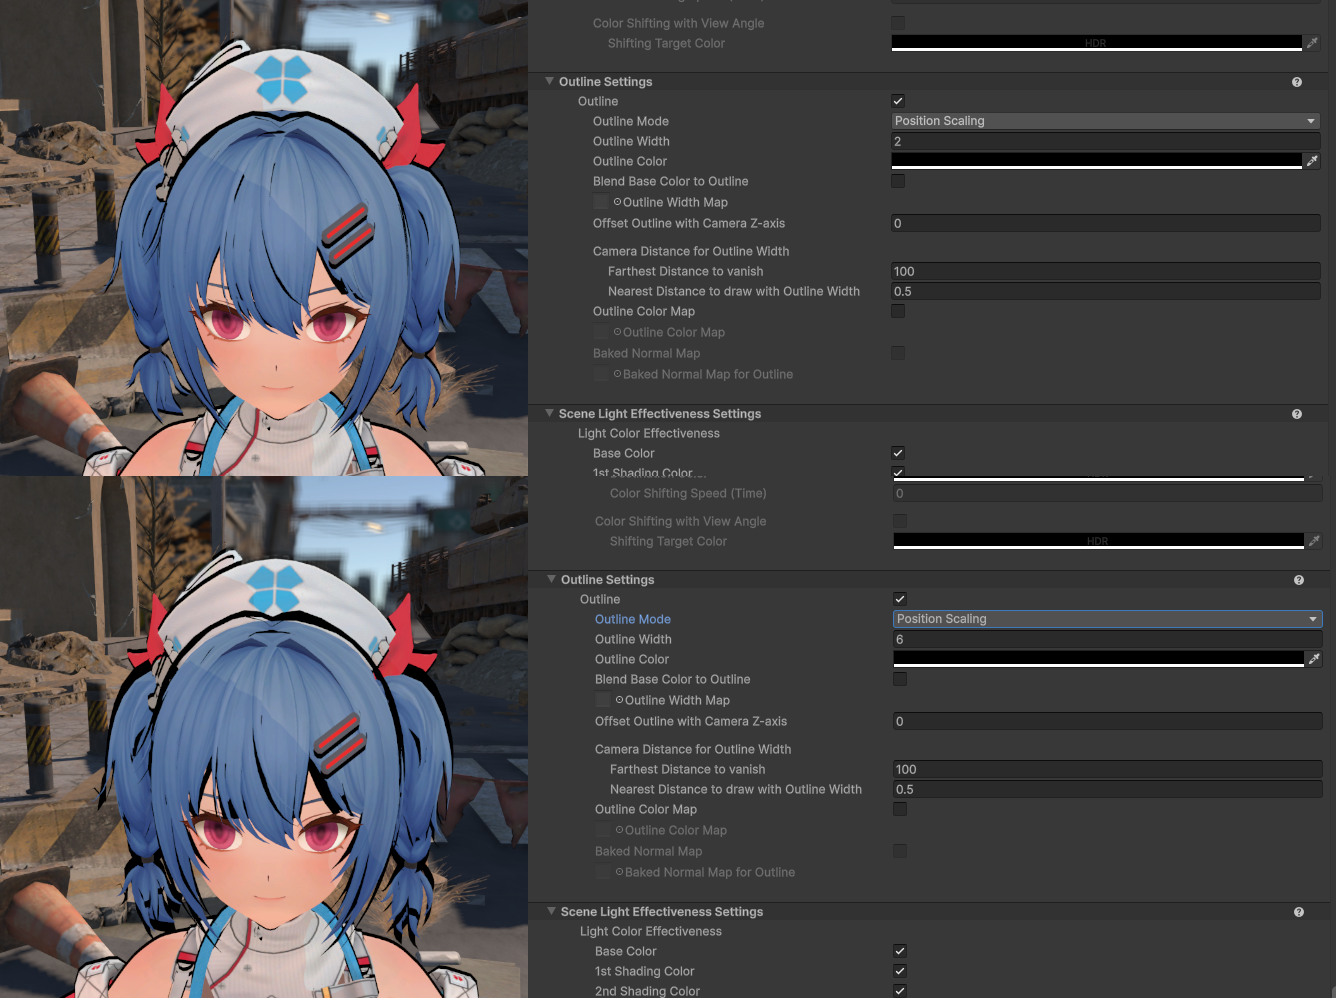 Color Shifting with View Angle
Shifting Target Color HDR
Outline Settings
Outline
Outline Mode Position Scaling
Outline Width 2
Outline Color
Blend Base Color to Outline
Outline Width Map
Offset Outline with Camera Z-axis 0
Camera Distance for Outline Width
Farthest Distance to vanish 100
Nearest Distance to draw with Outline Width 0.5
Outline Color Map
Outline Color Map
Baked Normal Map
Baked Normal Map for Outline
Scene Light Effectiveness Settings
Light Color Effectiveness
Base Color
1st Shading Color
Color Shifting Speed (Time) 0
Color Shifting with View Angle
Shifting Target Color HDR
Outline Settings
Outline
Outline Mode Position Scaling
Outline Width 6
Outline Color
Blend Base Color to Outline
Outline Width Map
Offset Outline with Camera Z-axis 0
Camera Distance for Outline Width
Farthest Distance to vanish 100
Nearest Distance to draw with Outline Width 0.5
Outline Color Map
Outline Color Map
Baked Normal Map
Baked Normal Map for Outline
Scene Light Effectiveness Settings
Light Color Effectiveness
Base Color
1st Shading Color
2nd Shading Color